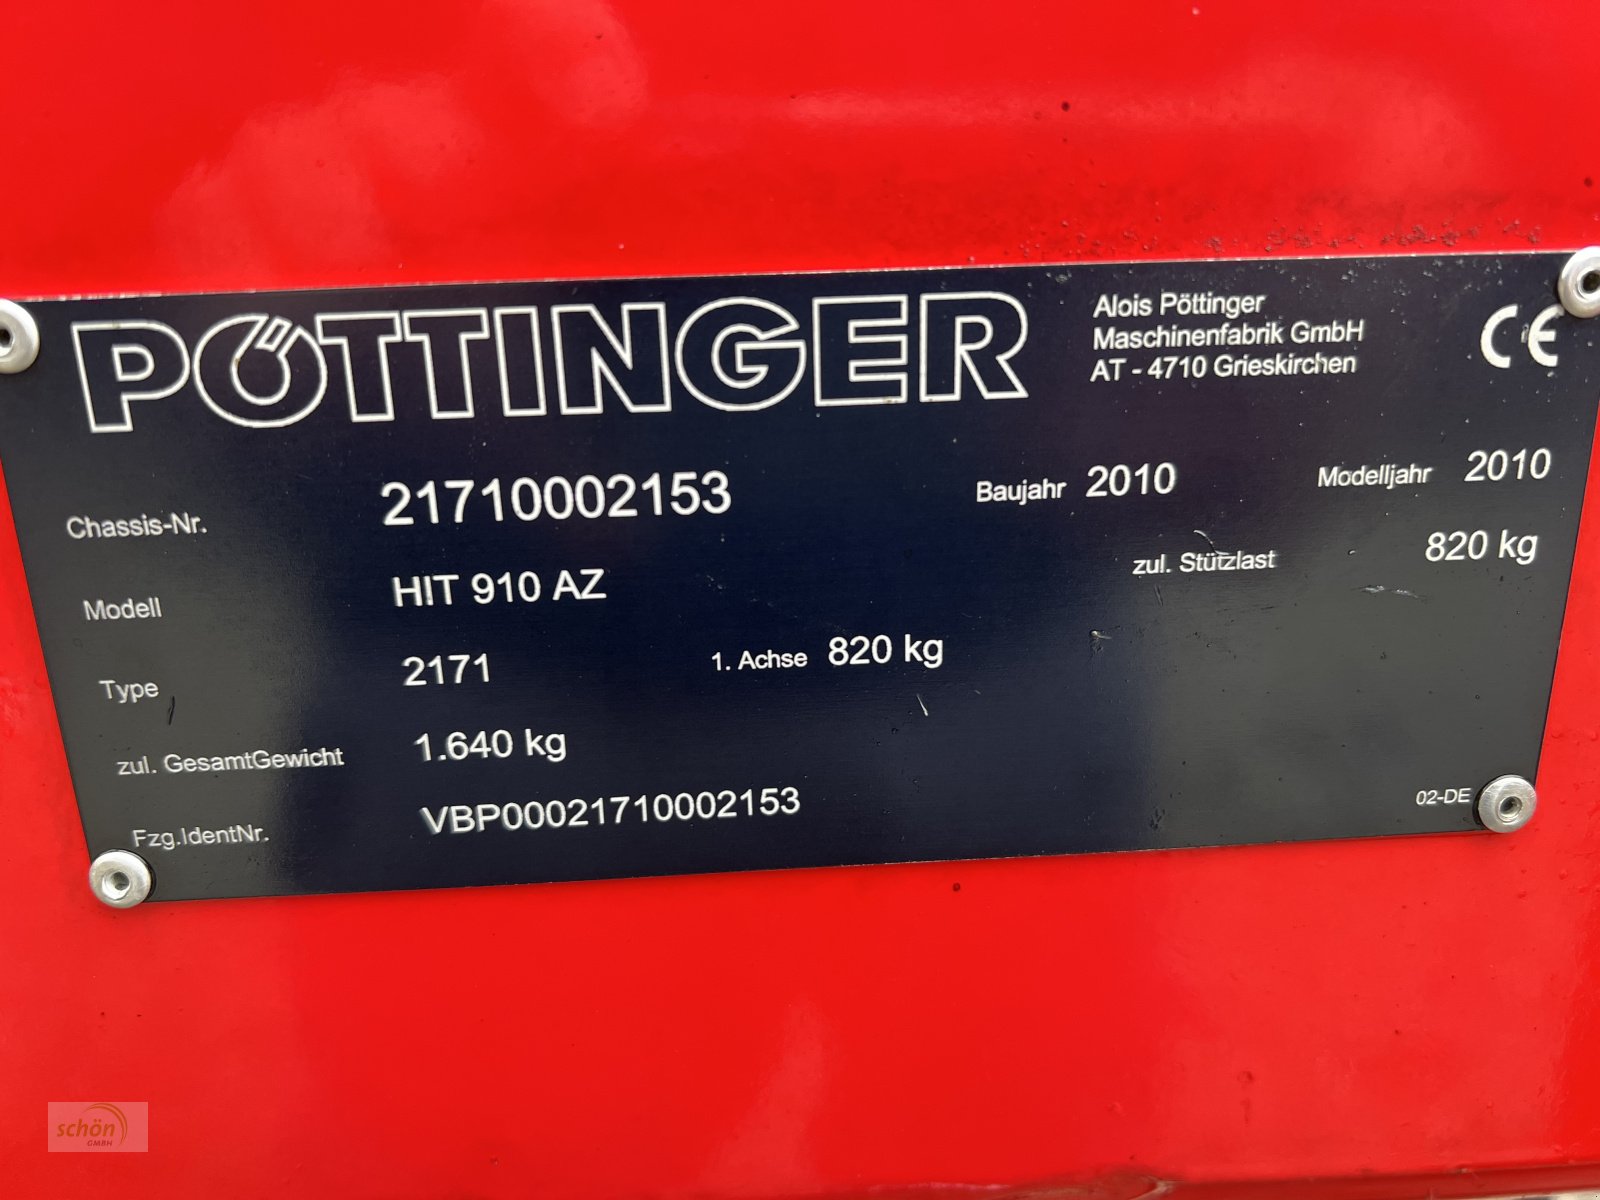 PÖTTINGER
Alois Pöttinger
Maschinenfabrik GmbH
AT - 4710 Grieskirchen
CE
Chassis-Nr. 21710002153 Baujahr 2010 Modelljahr 2010
Modell HIT 910 AZ zul. Stützlast 820 kg
Type 2171 1. Achse 820 kg
zul. GesamtGewicht 1.640 kg
Fzg.IdentNr. VBP00021710002153
02-DE
schön
GMBH